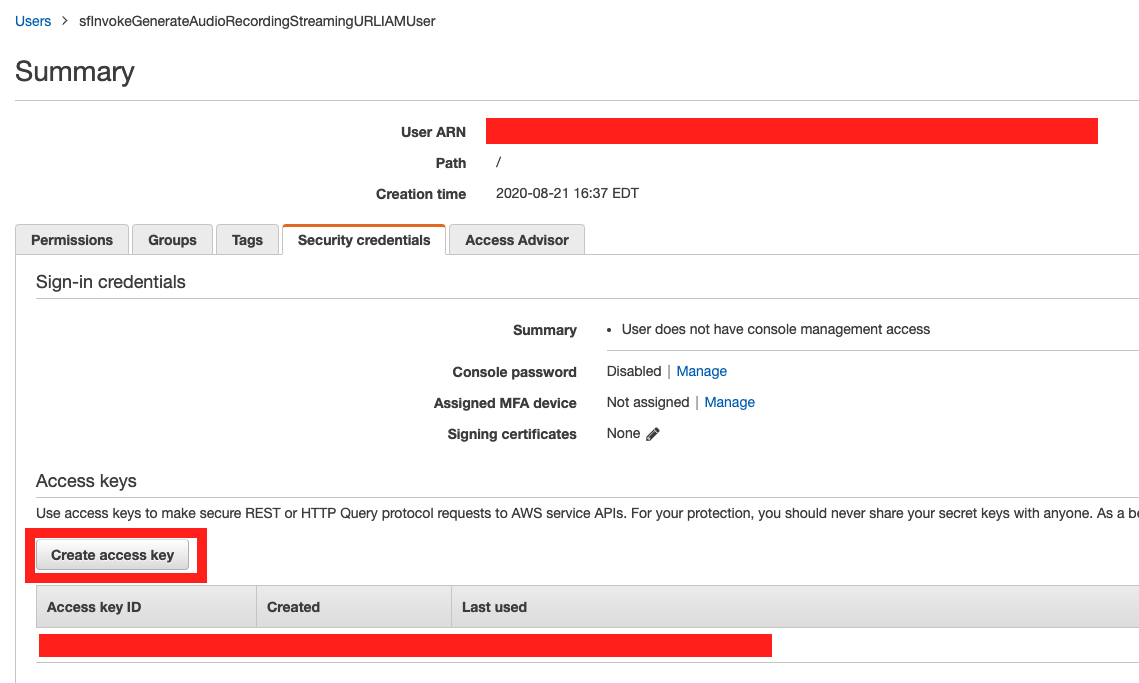 Users > sfInvokeGenerateAudioRecordingStreamingURLIAMUser
Summary
User ARN
Path /
Creation time 2020-08-21 16:37 EDT
Permissions Groups Tags Security credentials Access Advisor
Sign-in credentials
Summary • User does not have console management access
Console password Disabled | Manage
Assigned MFA device Not assigned | Manage
Signing certificates None
Access keys
Use access keys to make secure REST or HTTP Query protocol requests to AWS service APIs. For your protection, you should never share your secret keys with anyone. As a
Create access key
Access key ID Created Last used